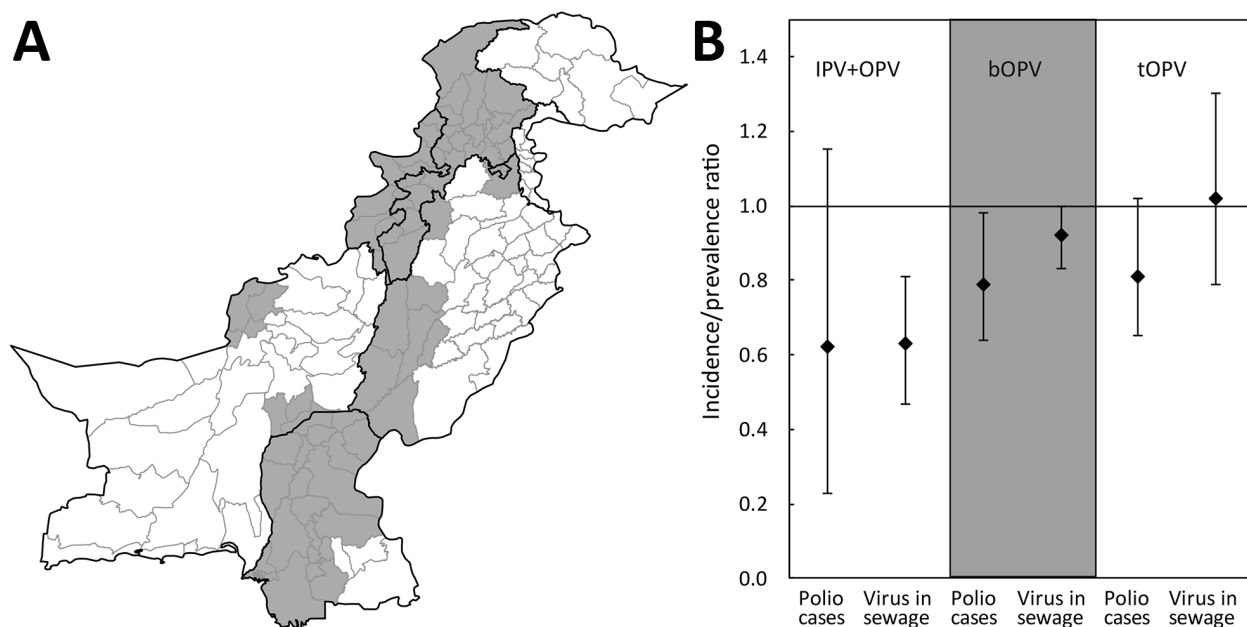 A
B
IPV+OPV
bOPV
tOPV
Incidence/prevalence ratio
1.4
1.2
1.0
0.8
0.6
0.4
0.2
0.0
Polio cases
Virus in sewage
Polio cases
Virus in sewage
Polio cases
Virus in sewage